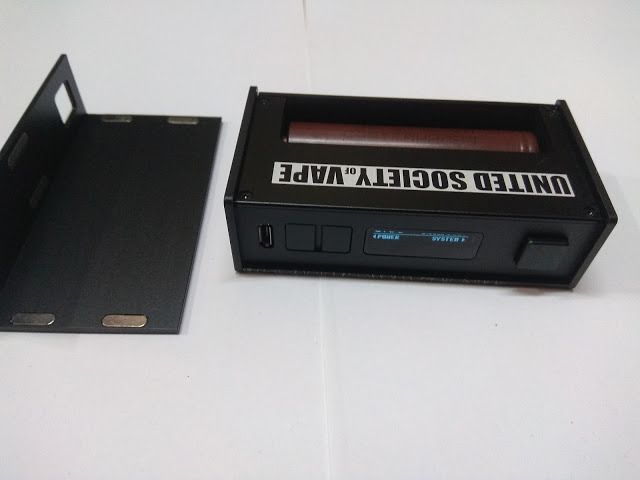 UNITED SOCIETY OF VAPE
POWER SYSTEM